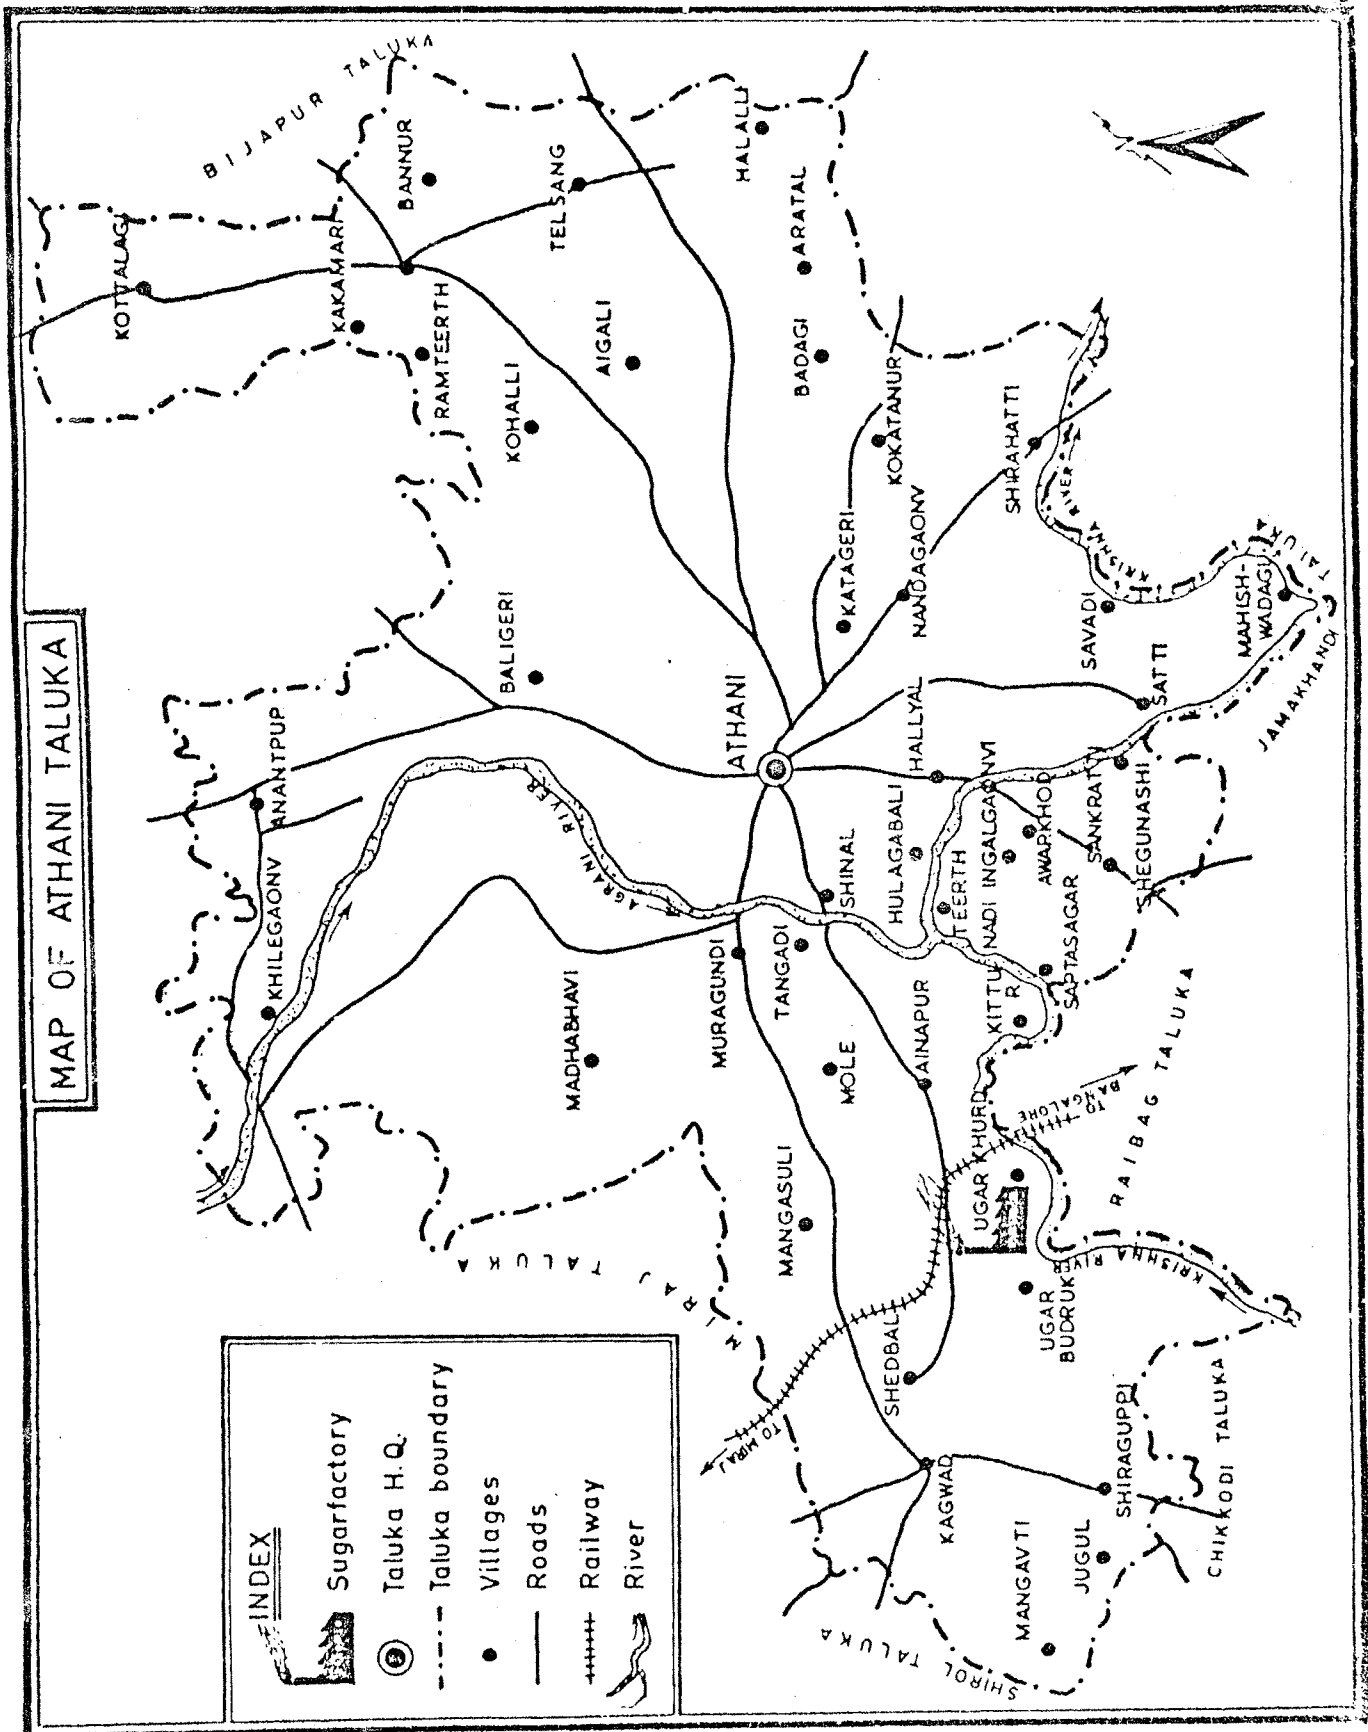 MAP OF ATHANI TALUKA
INDEX
Sugarfactory
Taluka H.Q.
Taluka boundary
Villages
Roads
Railway
River
BIJAPUR TALUKA
KOTTALAGI
KAKAMARI
BANNUR
RAMTEERTH
TELSANG
HALALLI
ARATAL
AIGALI
KOHALLI
BADAGI
KOKATANUR
SHIRAHATTI
KATAGERI
NANDAGAONV
KRISHNA RIVER
SAVADI
MAHISH-
WADAGI
JAMAKHANDI TALUKA
SATTI
BALIGERI
ANANTPUP
KHILEGAONV
AGRANI RIVER
ATHANI
HALLYAL
HULAGABALI
SHINAL
TEERTH
NADI INGALGAONVI
AWARKHOD
SANKRATTI
SHEGUNASHI
SAPTASAGAR
KITTU
R
MADHABHAVI
MURAGUNDI
TANGADI
MOLE
AINAPUR
MANGASULI
UGAR KHURD
TO
BANGALORE
RAIBAG TALUKA
KRISHNA RIVER
UGAR
BUDRUK
MIRAJ TALUKA
TO MIRAJ
SHEDBAL
KAGWAD
SHIRAGUPPI
JUGUL
MANGAVTI
CHIKKODI TALUKA
SHIROL TALUKA